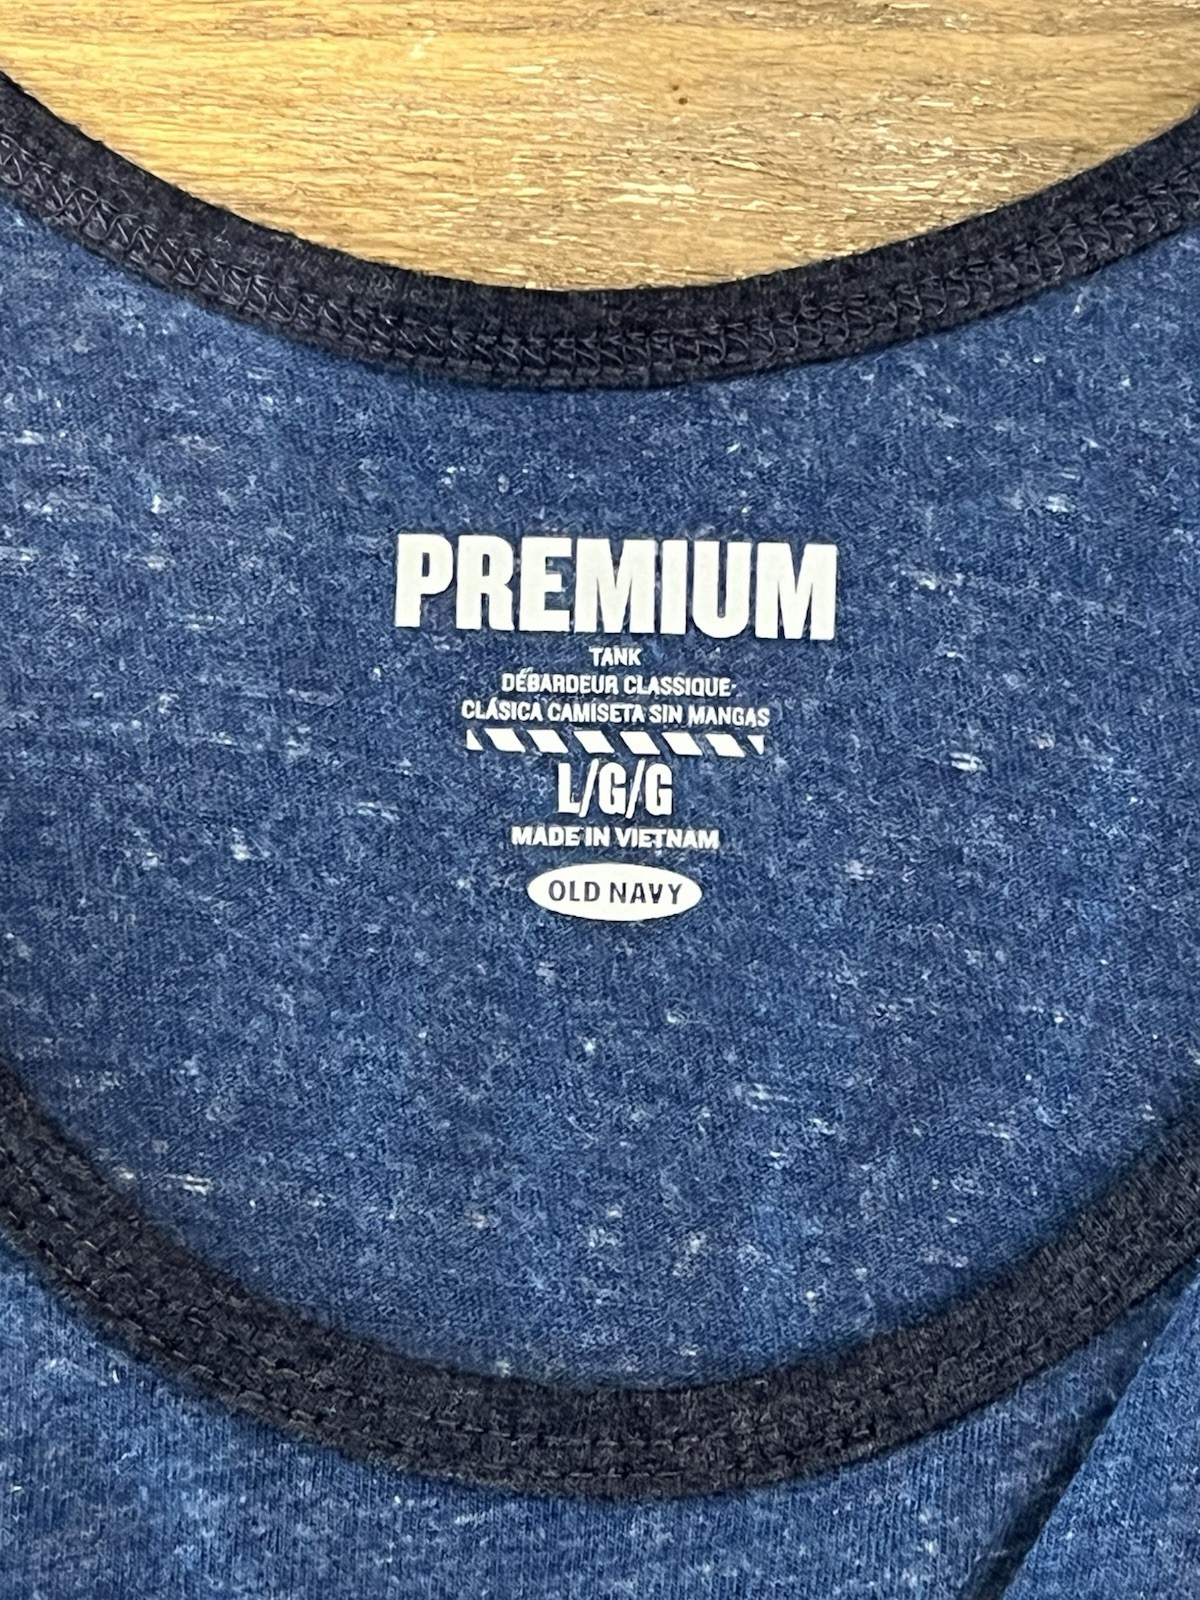 PREMIUM
TANK
DÉBARDEUR CLASSIQUE
CLÁSICA CAMISETA SIN MANGAS
L/G/G
MADE IN VIETNAM
OLD NAVY